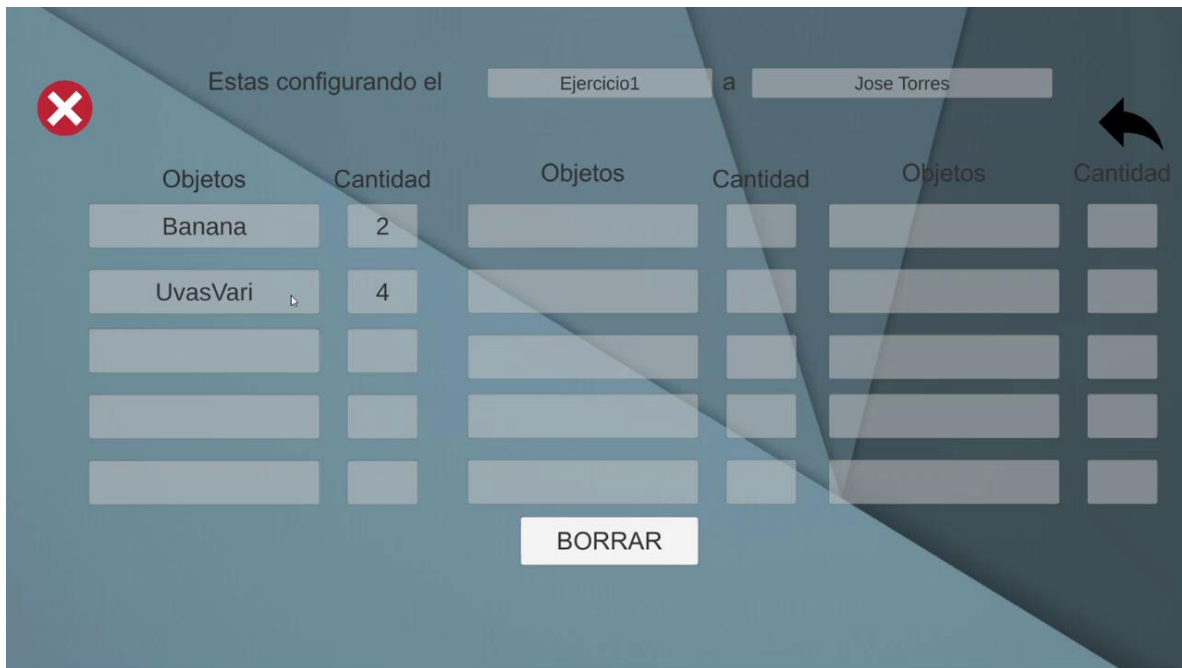 Estas configurando el Ejercicio1 a Jose Torres
Objetos Cantidad Objetos Cantidad Objetos Cantidad
Banana 2
UvasVari 4
BORRAR